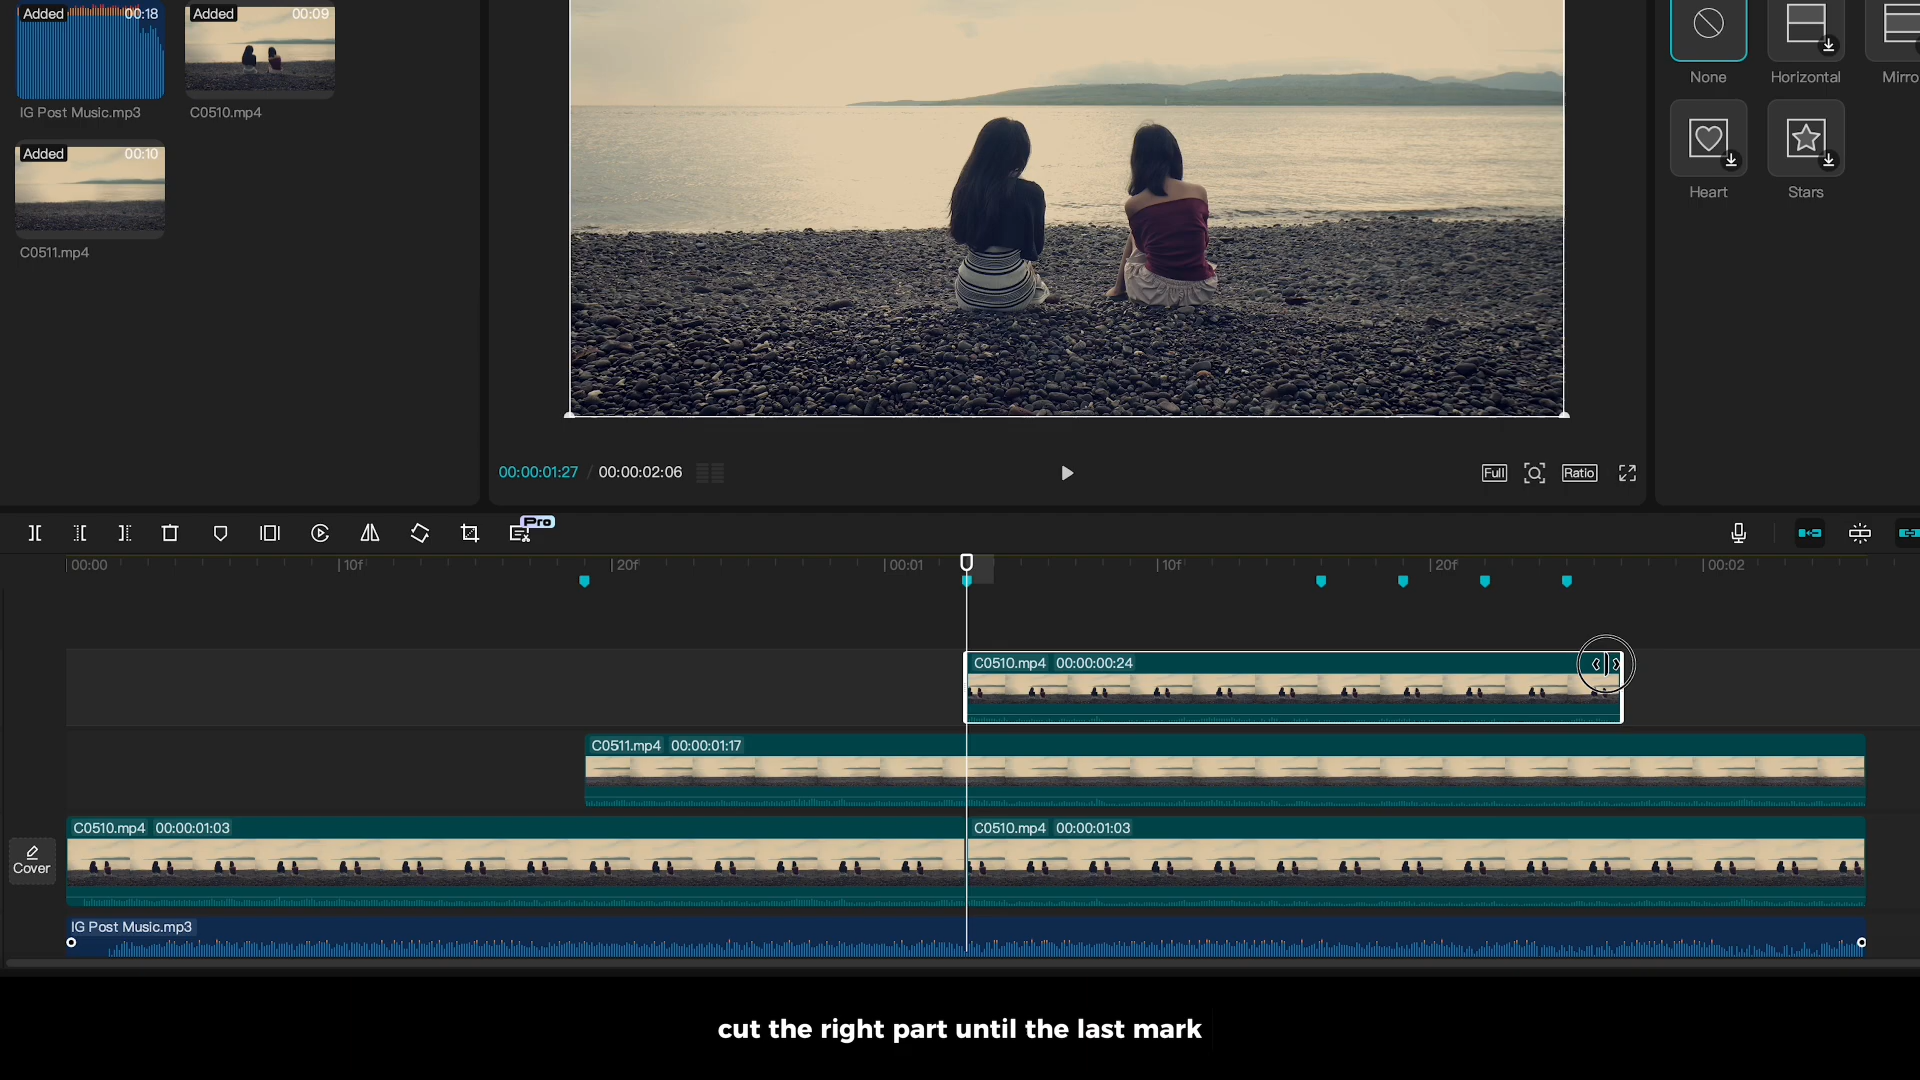 Added 00:18
Added 00:09
IG Post Music.mp3
C0510.mp4
Added 00:10
C0511.mp4
None
Horizontal
Heart
Stars
00:00:01:27 / 00:00:02:06
Full
Ratio
Pro
00:00
10f
20f
00:01
10f
20f
00:02
C0510.mp4 00:00:00:24
C0511.mp4 00:00:01:17
C0510.mp4 00:00:01:03
C0510.mp4 00:00:01:03
Cover
IG Post Music.mp3
cut the right part until the last mark